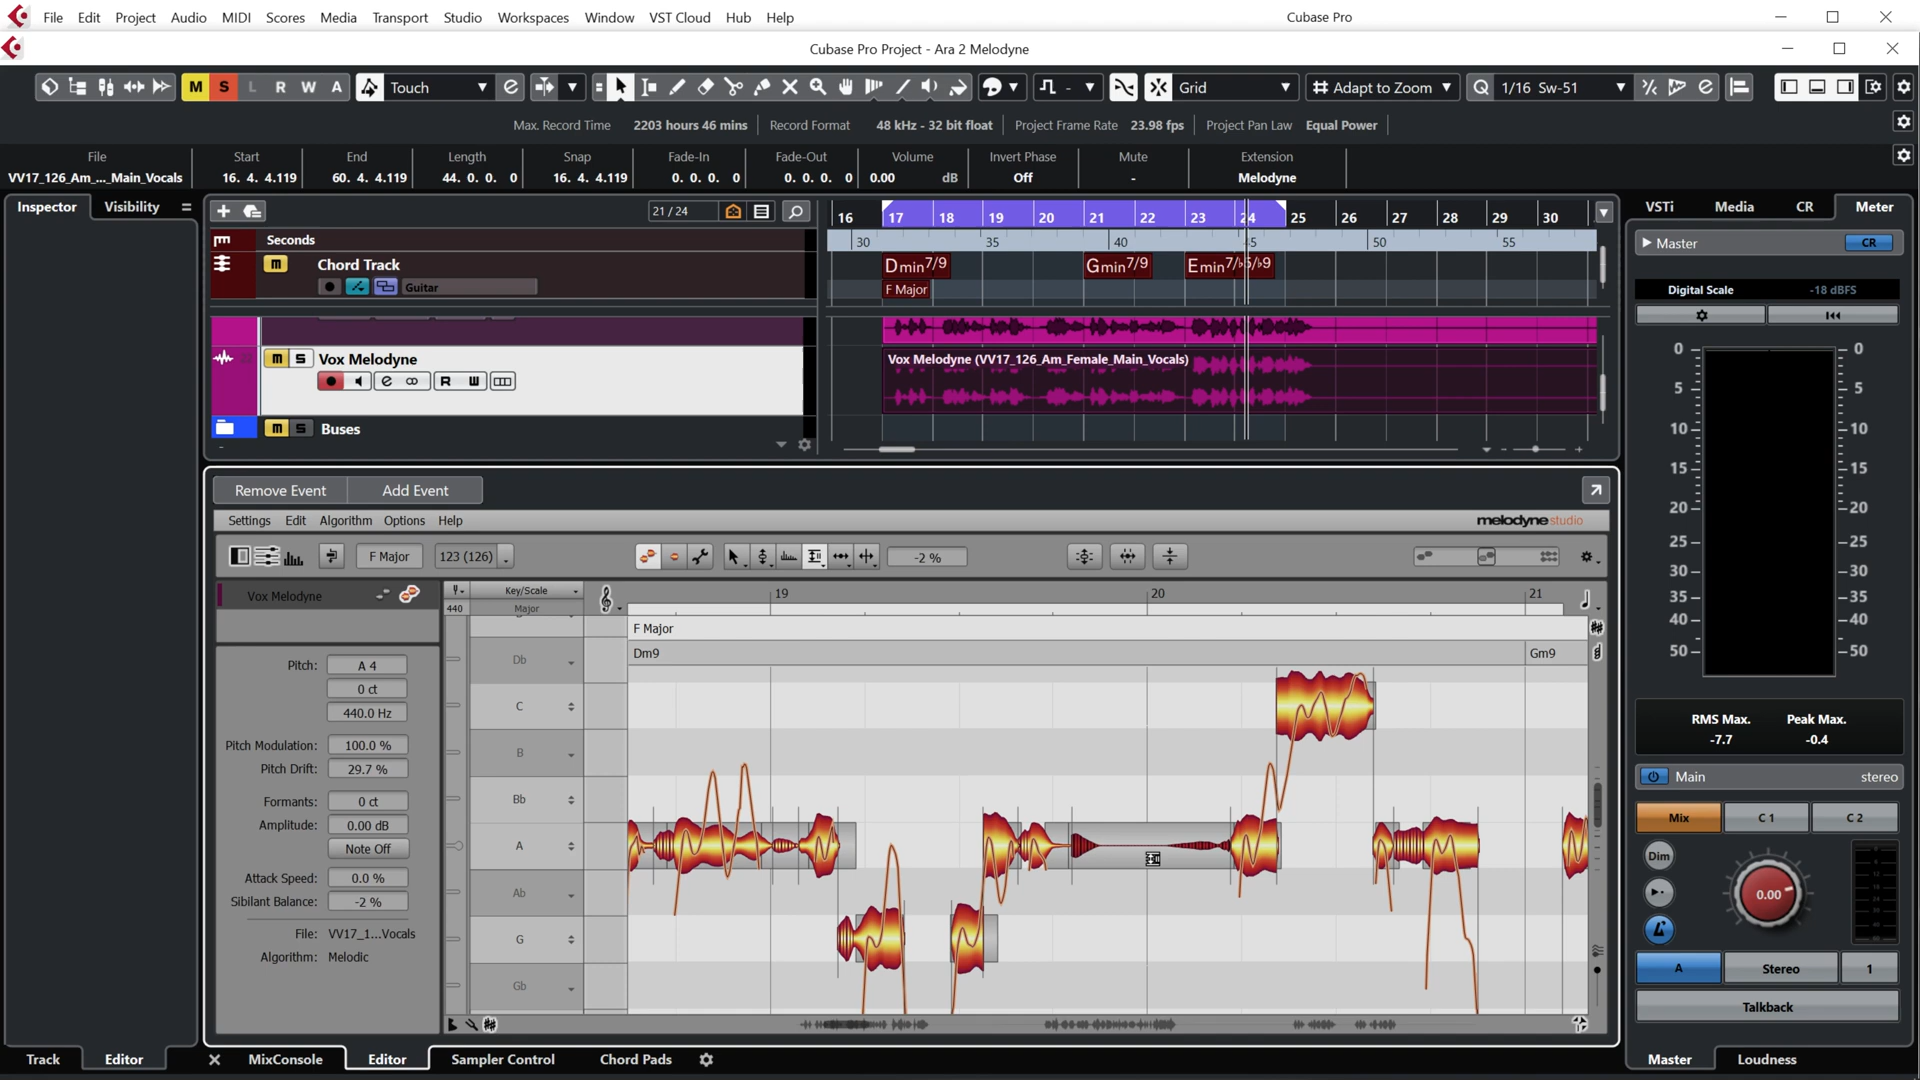 File Edit Project Audio MIDI Scores Media Transport Studio Workspaces Window VST Cloud Hub Help
Cubase Pro
Cubase Pro Project - Ara 2 Melodyne
M S L R W A Touch Grid Adapt to Zoom Q 1/16 Sw-51
Max. Record Time 2203 hours 46 mins Record Format 48 kHz - 32 bit float Project Frame Rate 23.98 fps Project Pan Law Equal Power
File Start End Length Snap Fade-In Fade-Out Volume Invert Phase Mute Extension
VV17_126_Am_..._Main_Vocals 16. 4. 4.119 60. 4. 4.119 44. 0. 0. 0 16. 4. 4.119 0. 0. 0. 0 0. 0. 0. 0 0.00 dB Off - Melodyne
Inspector Visibility
21 / 24
16 17 18 19 20 21 22 23 24 25 26 27 28 29 30
VSTi Media CR Meter
Seconds
30 35 40 45 50 55
Master CR
m Chord Track
Dmin7/9 Gmin7/9
Guitar
F Major
Digital Scale -18 dBFS
m S Vox Melodyne
R W
Vox Melodyne (VV17_126_Am_Female_Main_Vocals)
m S Buses
0 5 10 15 20 25 30 35 40 50
0 5 10 15 20 25 30 35 40 50
Remove Event Add Event
Settings Edit Algorithm Options Help
melodyne studio
F Major 123 (126) -2 %
Vox Melodyne
Key/Scale
440 Major
19 20 21
F Major
Dm9 Gm9
Db
C
B
Bb
A
Ab
G
Gb
Pitch: A 4
0 ct
440.0 Hz
Pitch Modulation: 100.0 %
Pitch Drift: 29.7 %
Formants: 0 ct
Amplitude: 0.00 dB
Note Off
Attack Speed: 0.0 %
Sibilant Balance: -2 %
File: VV17_1...Vocals
Algorithm: Melodic
RMS Max. Peak Max.
-7.7 -0.4
Main stereo
Mix C 1 C 2
Dim
0.00
A Stereo 1
Talkback
Track Editor
MixConsole Editor Sampler Control Chord Pads
Master Loudness